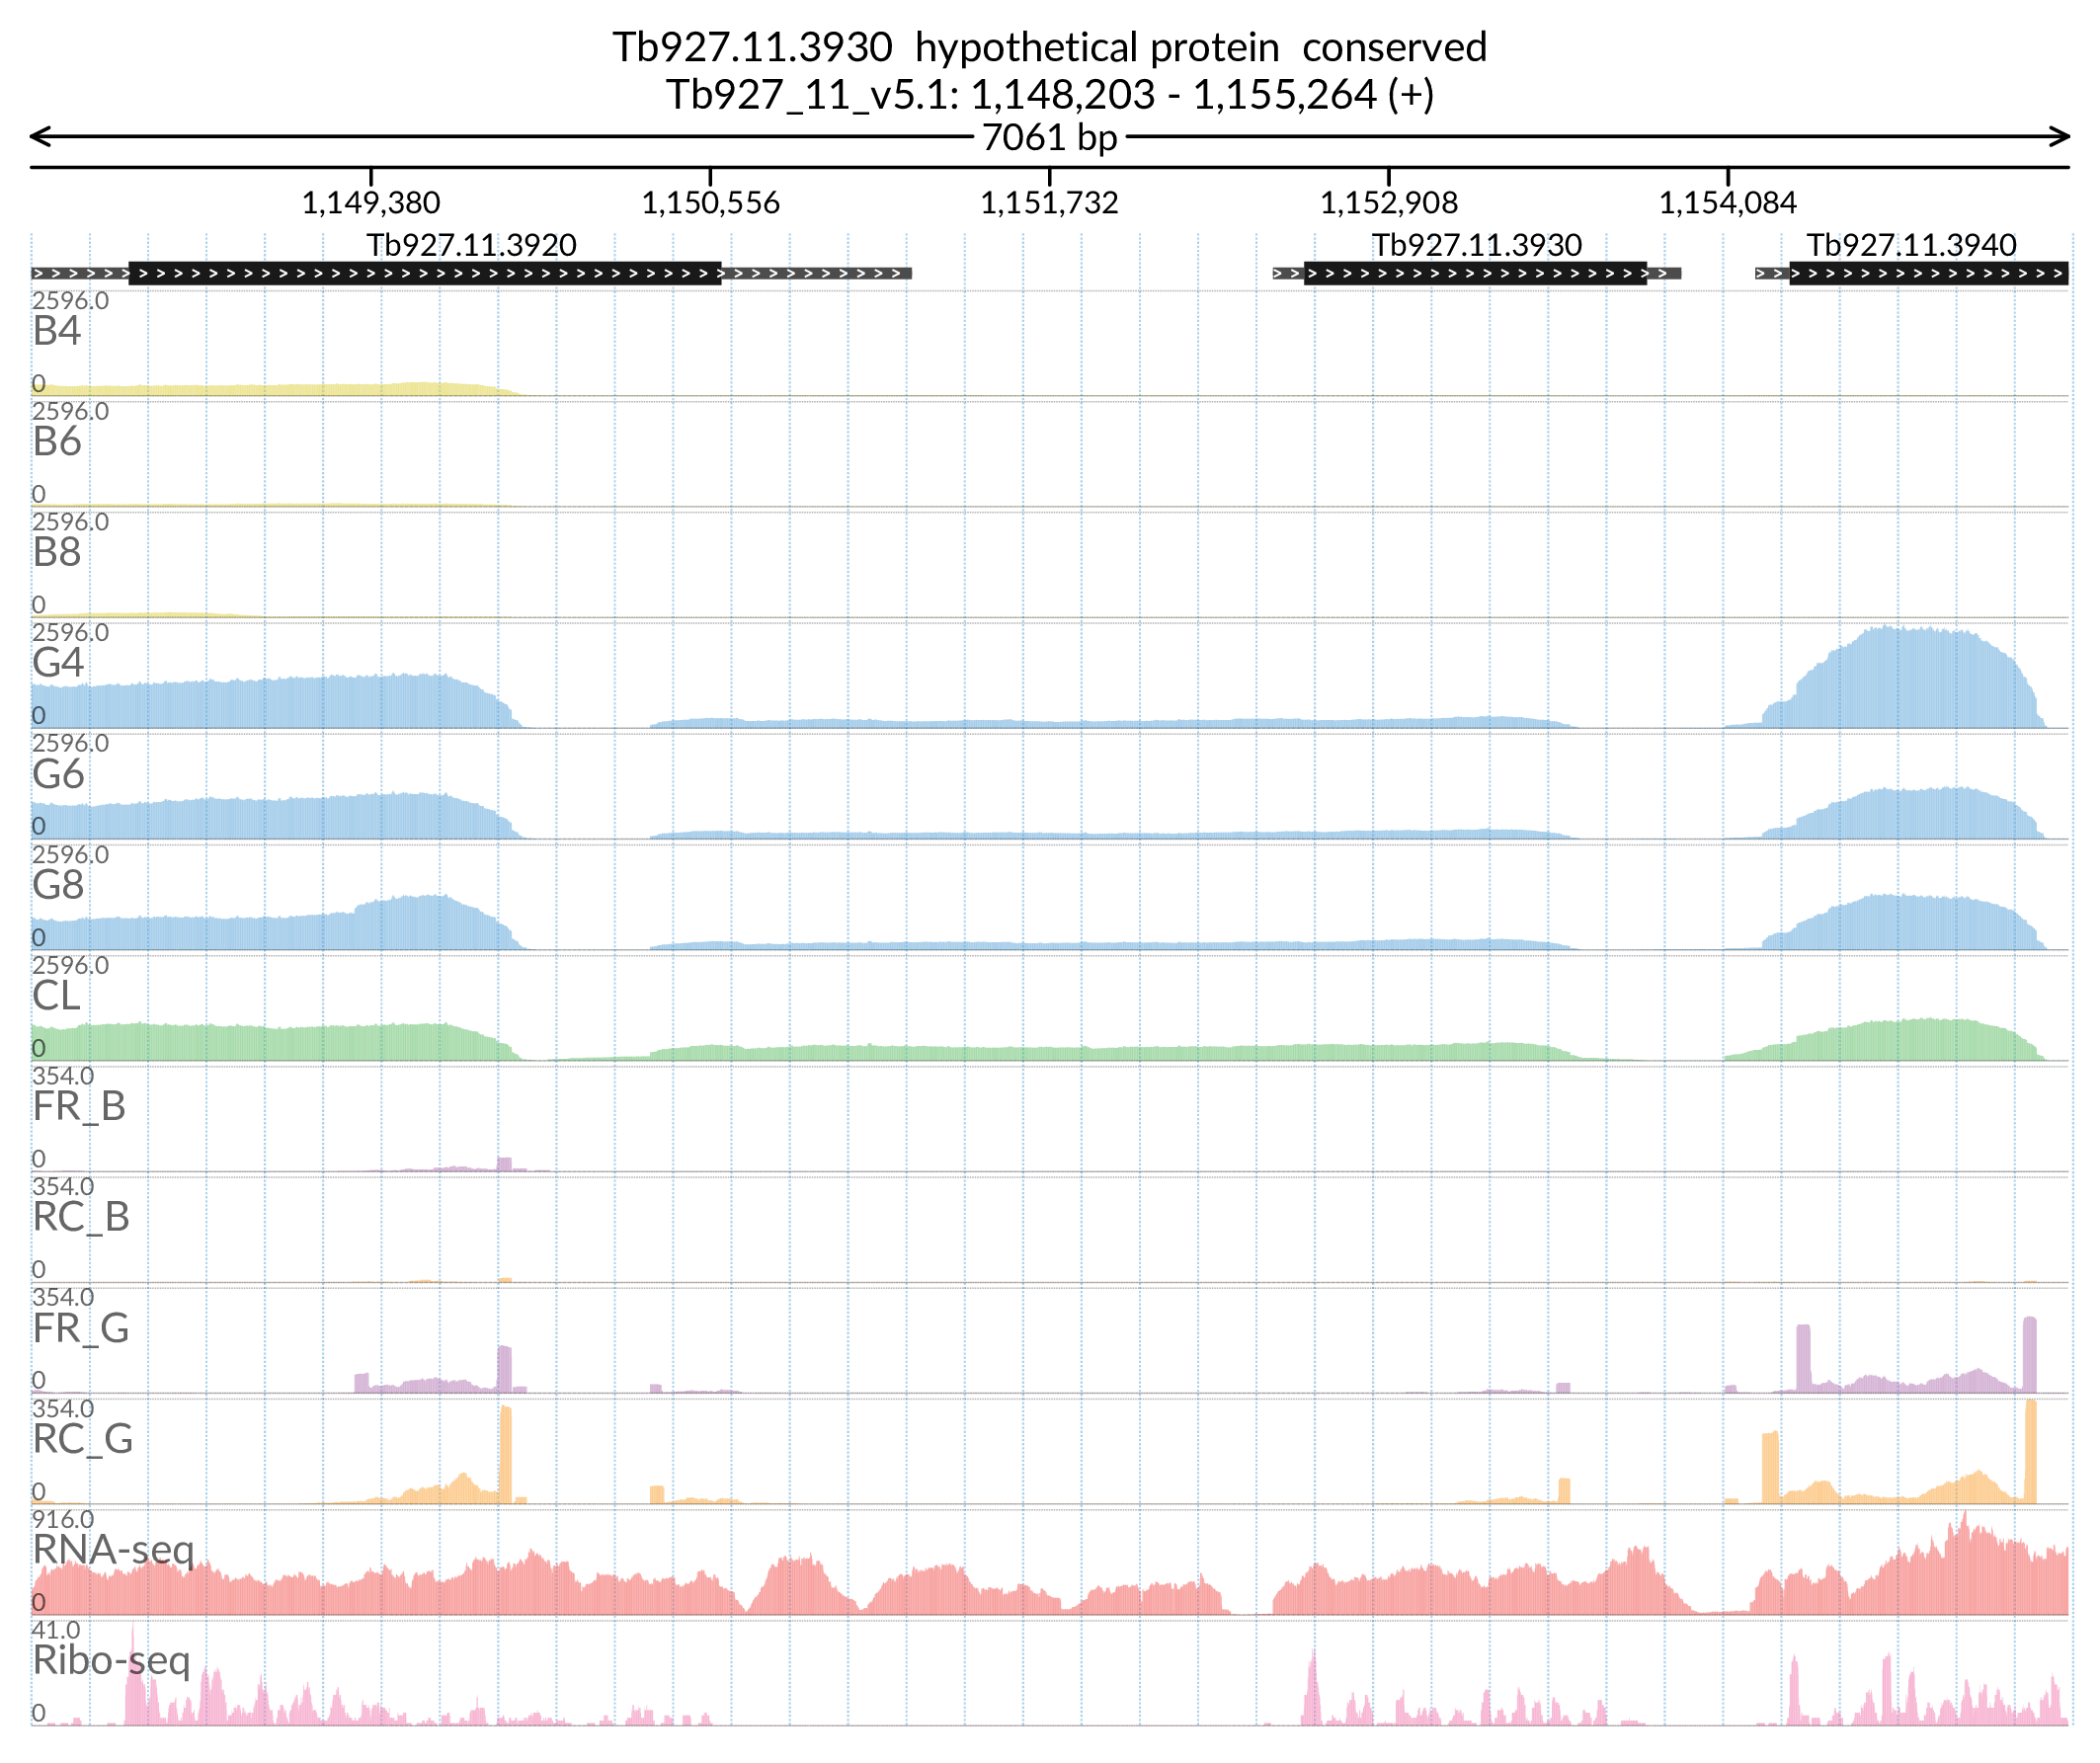 Tb927.11.3930  hypothetical protein  conserved
Tb927_11_v5.1: 1,148,203 - 1,155,264 (+)
7061 bp
1,149,380 1,150,556 1,151,732 1,152,908 1,154,084
Tb927.11.3920 Tb927.11.3930 Tb927.11.3940
2596.0
B4
0
2596.0
B6
0
2596.0
B8
0
2596.0
G4
0
2596.0
G6
0
2596.0
G8
0
2596.0
CL
0
354.0
FR_B
0
354.0
RC_B
0
354.0
FR_G
0
354.0
RC_G
0
916.0
RNA-seq
0
41.0
Ribo-seq
0